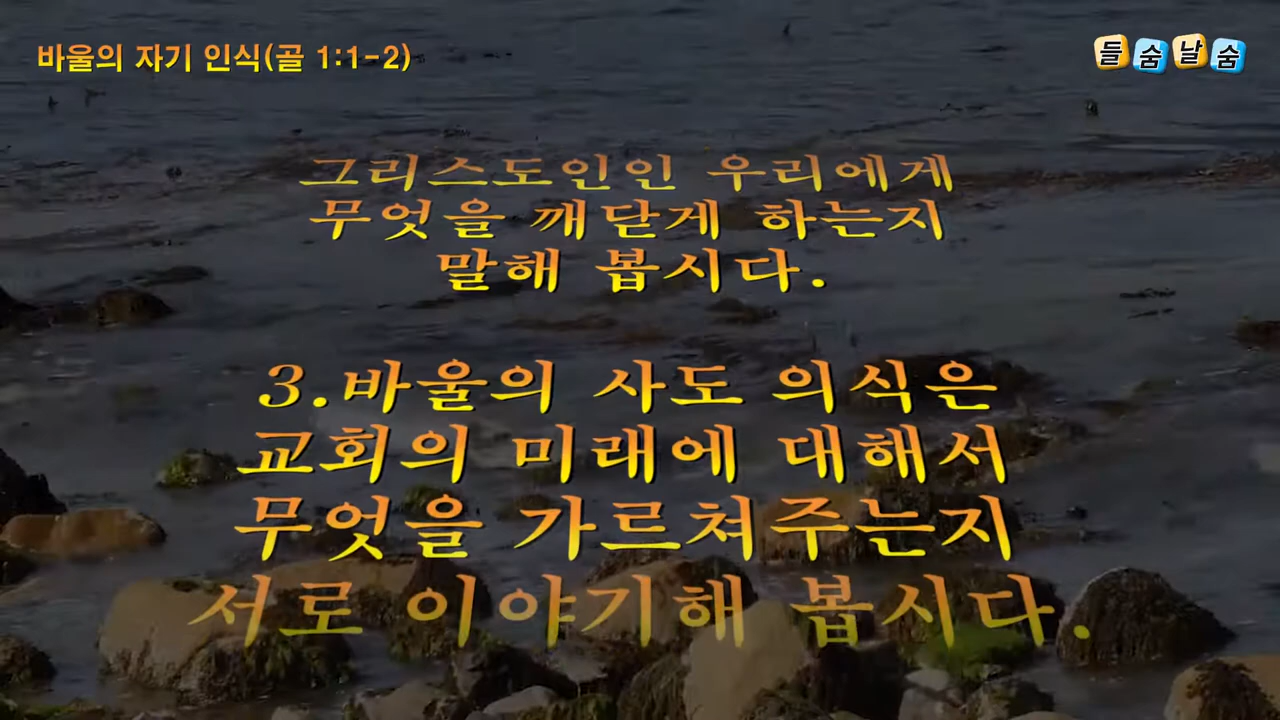 바울의 자기 인식(골 1:1-2)
들숨날숨
그리스도인인 우리에게
무엇을 깨닫게 하는지
말해 봅시다.
3.바울의 사도 의식은
교회의 미래에 대해서
무엇을 가르쳐주는지
서로 이야기해 봅시다.